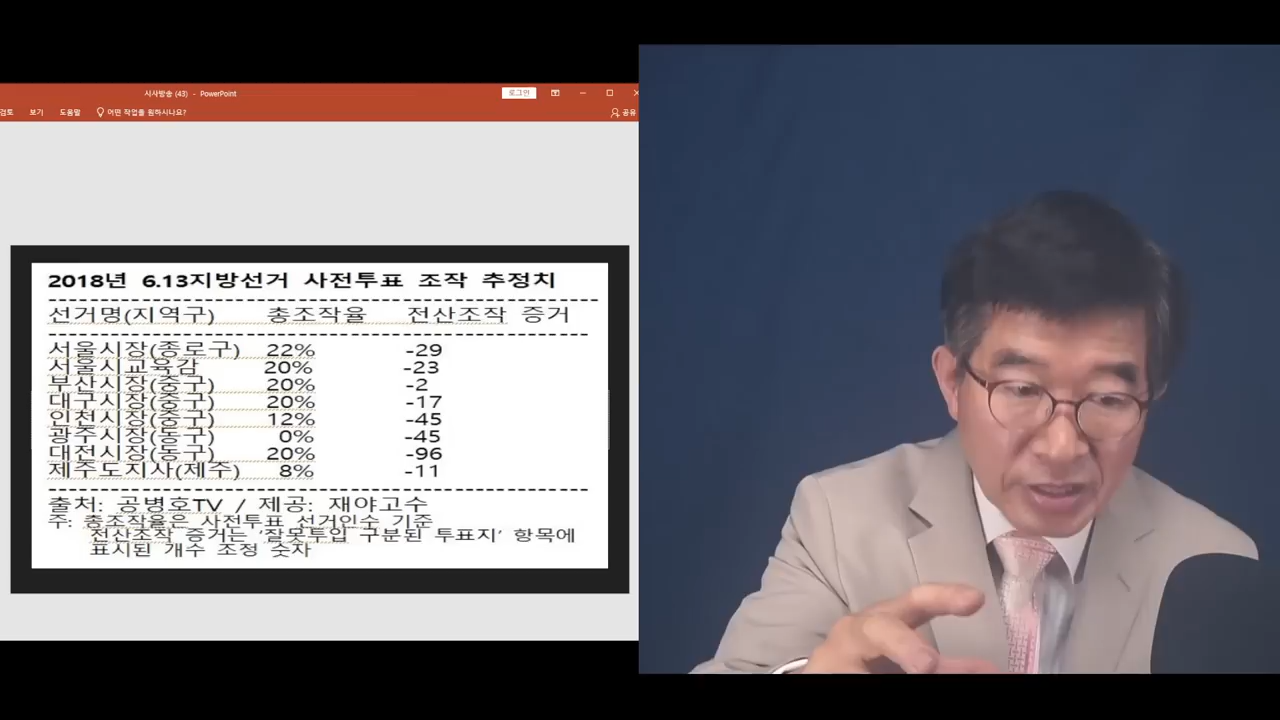 시사방송 (43) - PowerPoint
로그인
검토 보기 도움말 어떤 작업을 원하시나요? 공유
2018년 6.13지방선거 사전투표 조작 추정치
선거명(지역구) 총조작율 전산조작 증거
서울시장(종로구) 22% -29
서울시교육감 20% -23
부산시장(중구) 20% -2
대구시장(중구) 20% -17
인천시장(중구) 12% -45
광주시장(동구) 0% -45
대전시장(동구) 20% -96
제주도지사(제주) 8% -11
출처: 공병호TV / 제공: 재야고수
주: 총조작율은 사전투표 선거인수 기준
전산조작 증거는 '잘못투입 구분된 투표지' 항목에
표시된 개수 조정 숫자